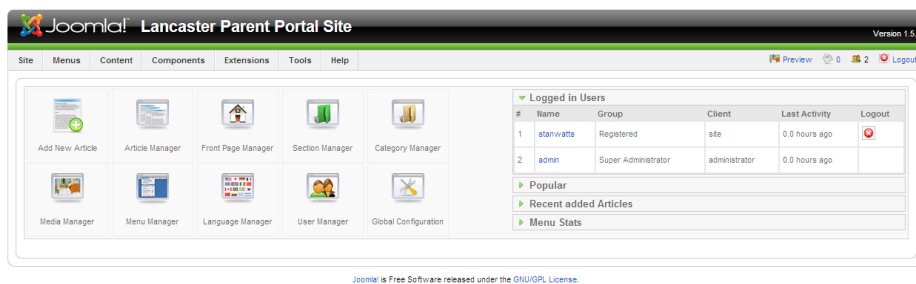 Joomla! Lancaster Parent Portal Site
Version 1.5.
Site Menus Content Components Extensions Tools Help
Preview 0 2 Logout
Add New Article Article Manager Front Page Manager Section Manager Category Manager
Media Manager Menu Manager Language Manager User Manager Global Configuration
Logged in Users
# Name Group Client Last Activity Logout
1 stanwatts Registered site 0.0 hours ago
2 admin Super Administrator administrator 0.0 hours ago
Popular
Recent added Articles
Menu Stats
Joomla! is Free Software released under the GNU/GPL License.